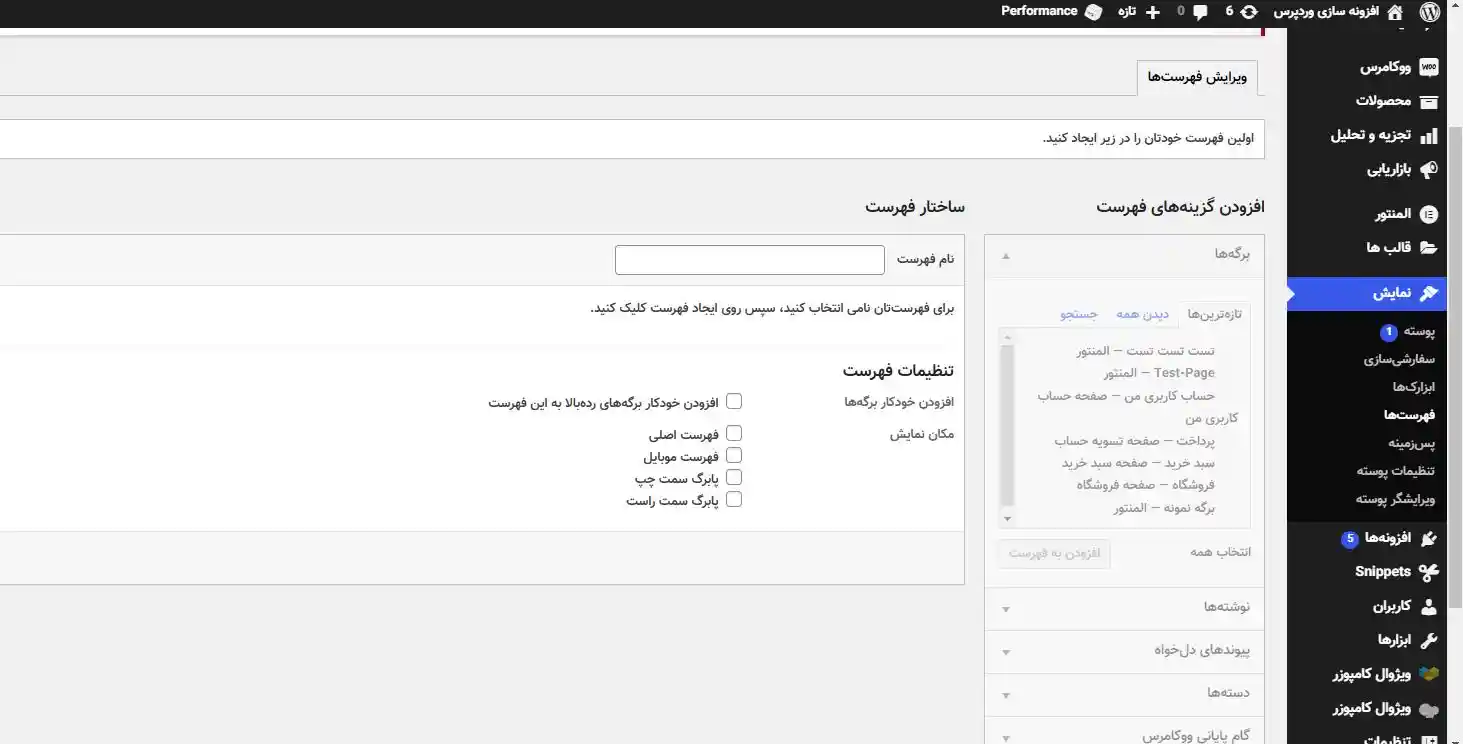 افزونه سازی وردپرس 6 0 تازه Performance
ووکامرس
محصولات
تجزیه و تحلیل
بازاریابی
المنتور
قالب ها
نمایش
پوسته 1
سفارشی‌سازی
ابزارک‌ها
فهرست‌ها
پس‌زمینه
تنظیمات پوسته
ویرایشگر پوسته
افزونه‌ها 5
Snippets
کاربران
ابزارها
ویژوال کامپوزر
ویژوال کامپوزر
تنظیمات
ویرایش فهرست‌ها
اولین فهرست خودتان را در زیر ایجاد کنید.
افزودن گزینه‌های فهرست
برگه‌ها
تازه‌ترین‌ها دیدن همه جستجو
تست تست تست — المنتور
Test-Page — المنتور
حساب کاربری من — صفحه حساب
کاربری من
پرداخت — صفحه تسویه حساب
سبد خرید — صفحه سبد خرید
فروشگاه — صفحه فروشگاه
برگه نمونه — المنتور
انتخاب همه افزودن به فهرست
نوشته‌ها
پیوندهای دل‌خواه
دسته‌ها
گام پایانی ووکامرس
ساختار فهرست
نام فهرست
برای فهرست‌تان نامی انتخاب کنید، سپس روی ایجاد فهرست کلیک کنید.
تنظیمات فهرست
افزودن خودکار برگه‌ها افزودن خودکار برگه‌های رده‌بالا به این فهرست
مکان نمایش فهرست اصلی
فهرست موبایل
پابرگ سمت چپ
پابرگ سمت راست